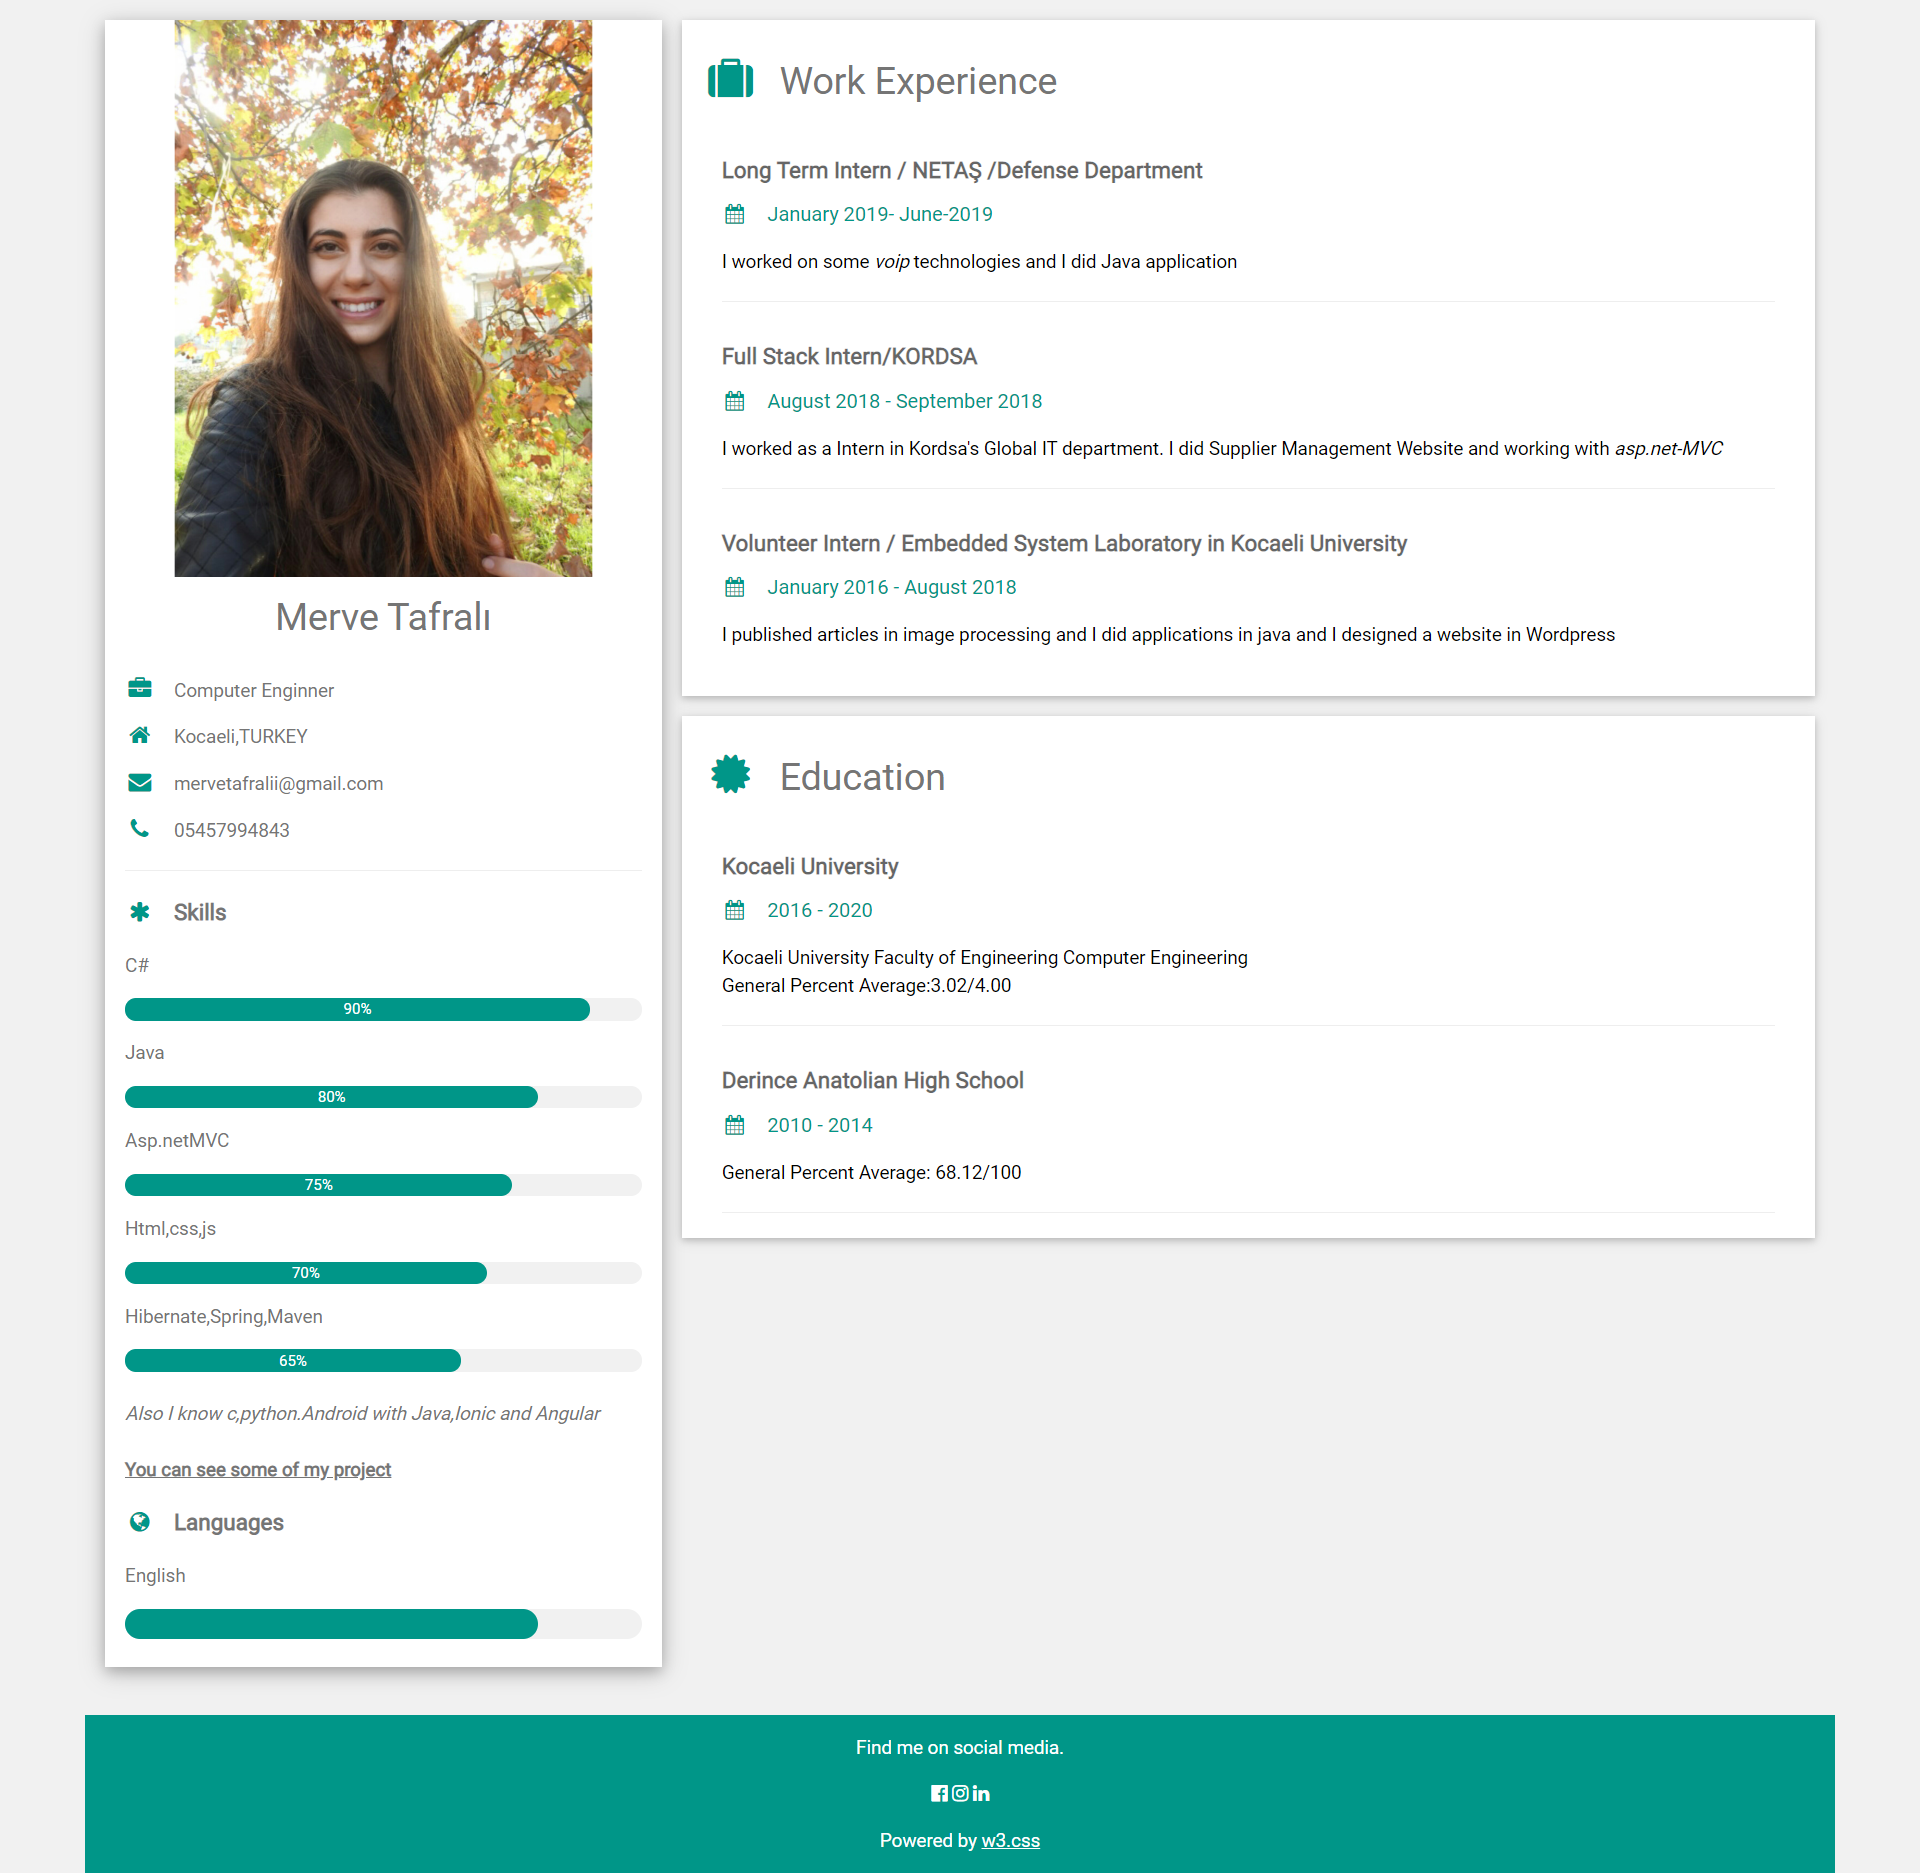 Merve Tafralı
Computer Enginner
Kocaeli,TURKEY
mervetafralii@gmail.com
05457994843
Skills
C#
90%
Java
80%
Asp.netMVC
75%
Html,css,js
70%
Hibernate,Spring,Maven
65%
Also I know c,python.Android with Java,Ionic and Angular
You can see some of my project
Languages
English
Work Experience
Long Term Intern / NETAŞ /Defense Department
January 2019- June-2019
I worked on some voip technologies and I did Java application
Full Stack Intern/KORDSA
August 2018 - September 2018
I worked as a Intern in Kordsa's Global IT department. I did Supplier Management Website and working with asp.net-MVC
Volunteer Intern / Embedded System Laboratory in Kocaeli University
January 2016 - August 2018
I published articles in image processing and I did applications in java and I designed a website in Wordpress
Education
Kocaeli University
2016 - 2020
Kocaeli University Faculty of Engineering Computer Engineering
General Percent Average:3.02/4.00
Derince Anatolian High School
2010 - 2014
General Percent Average: 68.12/100
Find me on social media.
Powered by w3.css